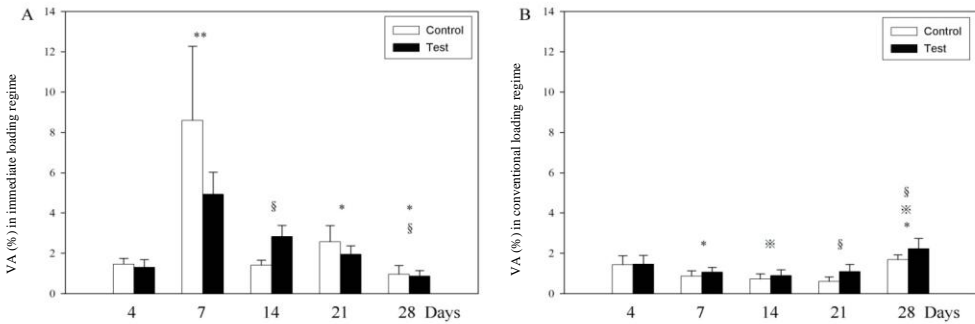 A
14
12
10
8
6
4
2
0
VA (%) in immediate loading regime
Control
Test
**
§
*
*
§
4 7 14 21 28 Days
B
14
12
10
8
6
4
2
0
VA (%) in conventional loading regime
Control
Test
*
※
§
§
※
*
4 7 14 21 28 Days